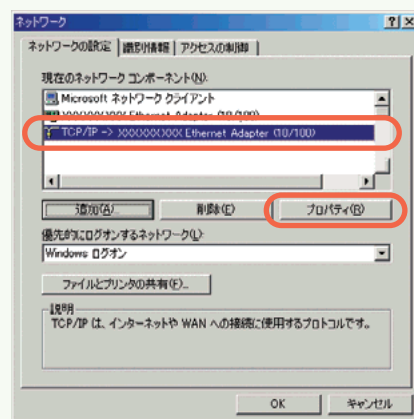 ネットワーク
ネットワークの設定 識別情報 アクセスの制御
現在のネットワーク コンポーネント(N):
Microsoft ネットワーク クライアント
XXXXXXXXX Ethernet Adapter (10/100)
TCP/IP -> XXXXXXXXX Ethernet Adapter (10/100)
追加(A)... 削除(E) プロパティ(R)
優先的にログオンするネットワーク(L):
Windows ログオン
ファイルとプリンタの共有(F)...
説明
TCP/IP は、インターネットや WAN への接続に使用するプロトコルです。
OK キャンセル